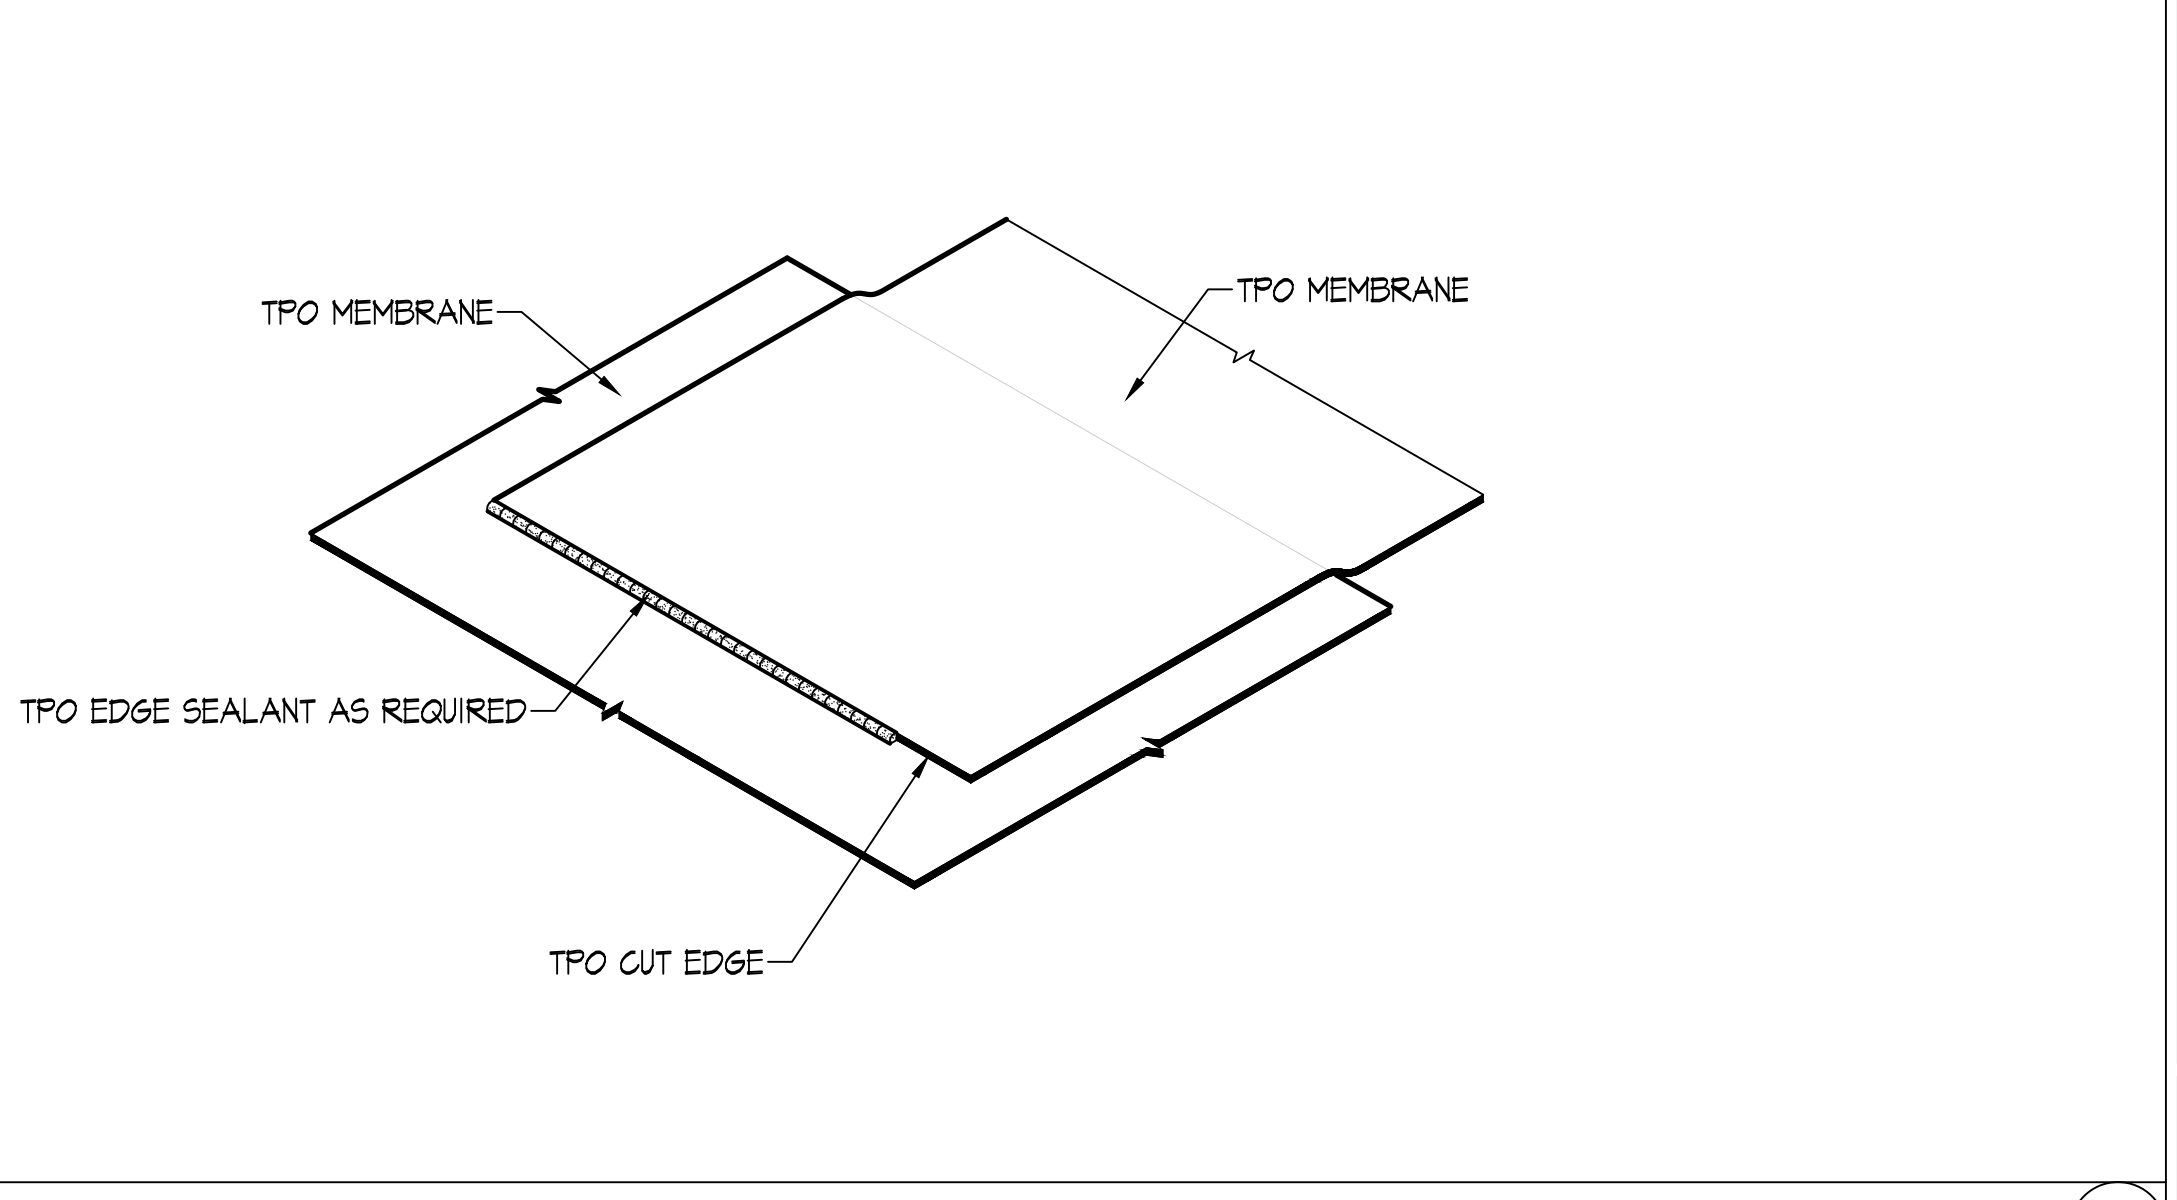 TPO MEMBRANE
TPO MEMBRANE
TPO EDGE SEALANT AS REQUIRED
TPO CUT EDGE